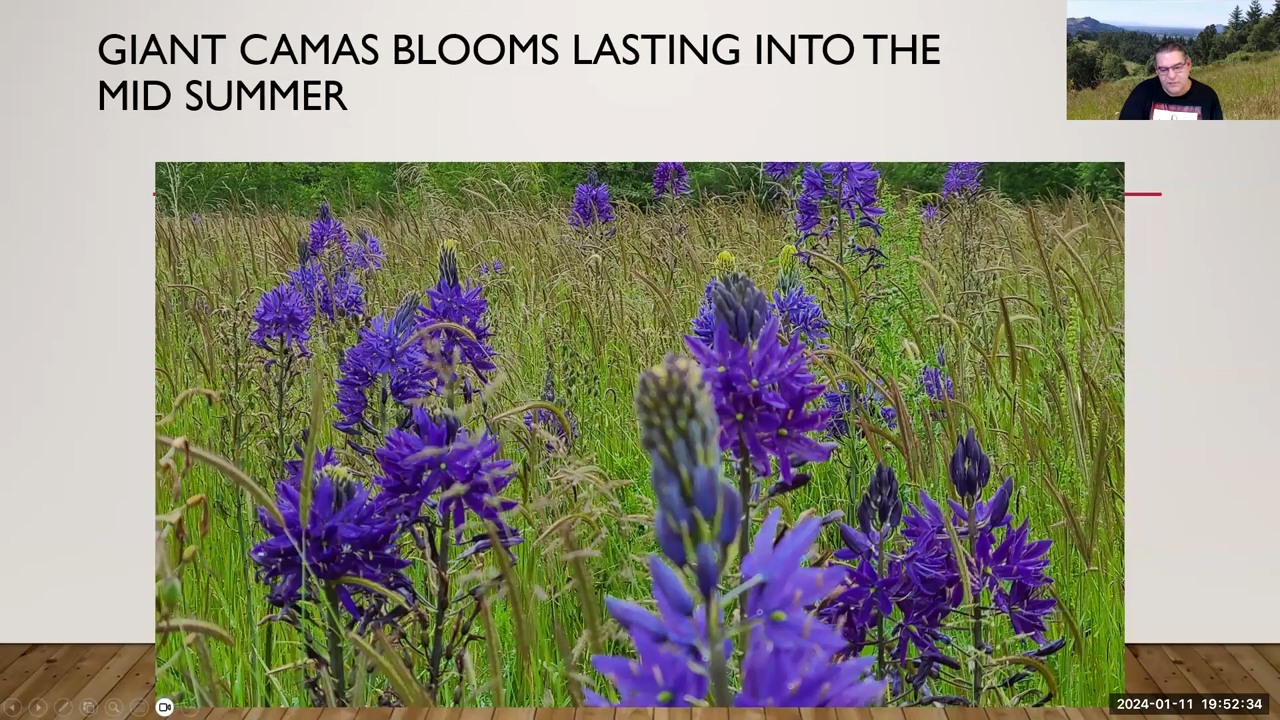 GIANT CAMAS BLOOMS LASTING INTO THE
MID SUMMER
2024-01-11 19:52:34